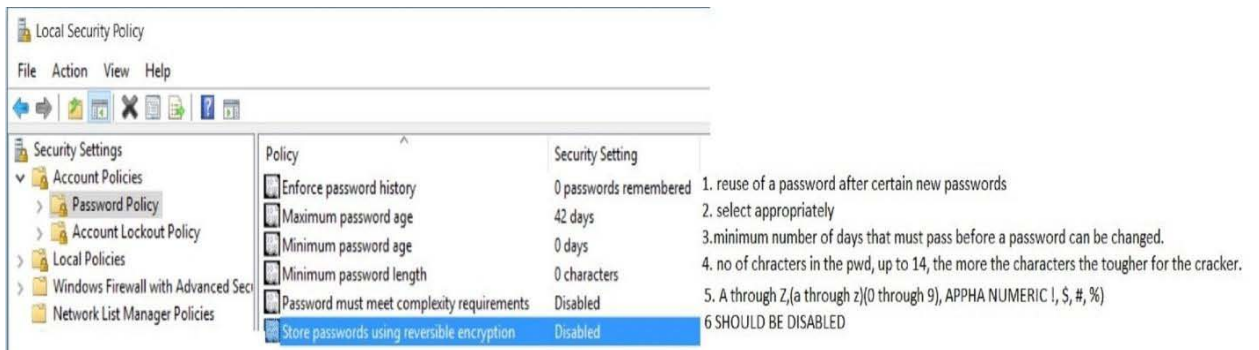 Local Security Policy
File Action View Help
Security Settings
Account Policies
Password Policy
Account Lockout Policy
Local Policies
Windows Firewall with Advanced Secu
Network List Manager Policies
Policy Security Setting
Enforce password history 0 passwords remembered 1. reuse of a password after certain new passwords
Maximum password age 42 days 2. select appropriately
Minimum password age 0 days 3.minimum number of days that must pass before a password can be changed.
Minimum password length 0 characters 4. no of chracters in the pwd, up to 14, the more the characters the tougher for the cracker.
Password must meet complexity requirements Disabled 5. A through Z,(a through z)(0 through 9), APPHA NUMERIC !, $, #, %)
Store passwords using reversible encryption Disabled 6 SHOULD BE DISABLED